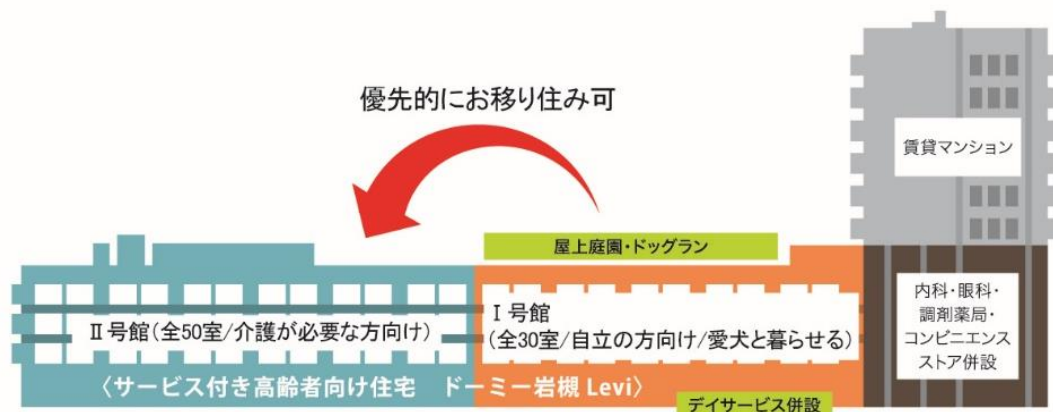 優先的にお移り住み可
賃貸マンション
屋上庭園・ドッグラン
Ⅱ号館(全50室/介護が必要な方向け)
Ⅰ号館
(全30室/自立の方向け/愛犬と暮らせる)
内科・眼科・
調剤薬局・
コンビニエンス
ストア併設
〈サービス付き高齢者向け住宅　ドーミー岩槻 Levi〉
デイサービス併設